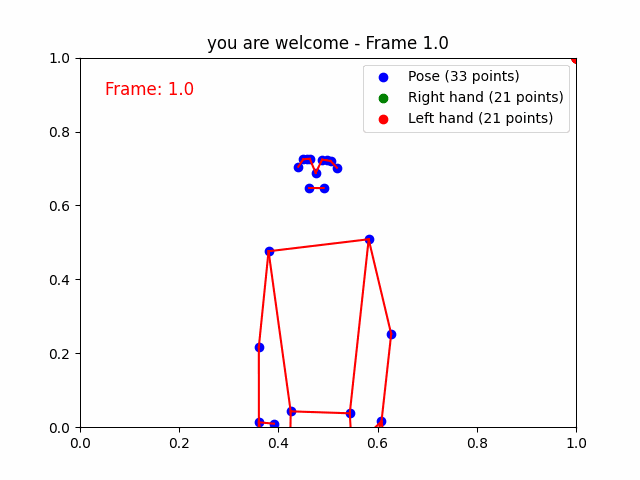 you are welcome - Frame 1.0
Frame: 1.0
Pose (33 points)
Right hand (21 points)
Left hand (21 points)
1.0
0.8
0.6
0.4
0.2
0.0
0.0 0.2 0.4 0.6 0.8 1.0